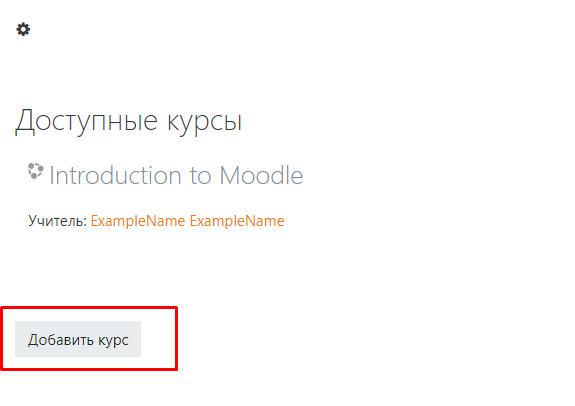 Доступные курсы
Introduction to Moodle
Учитель: ExampleName ExampleName
Добавить курс